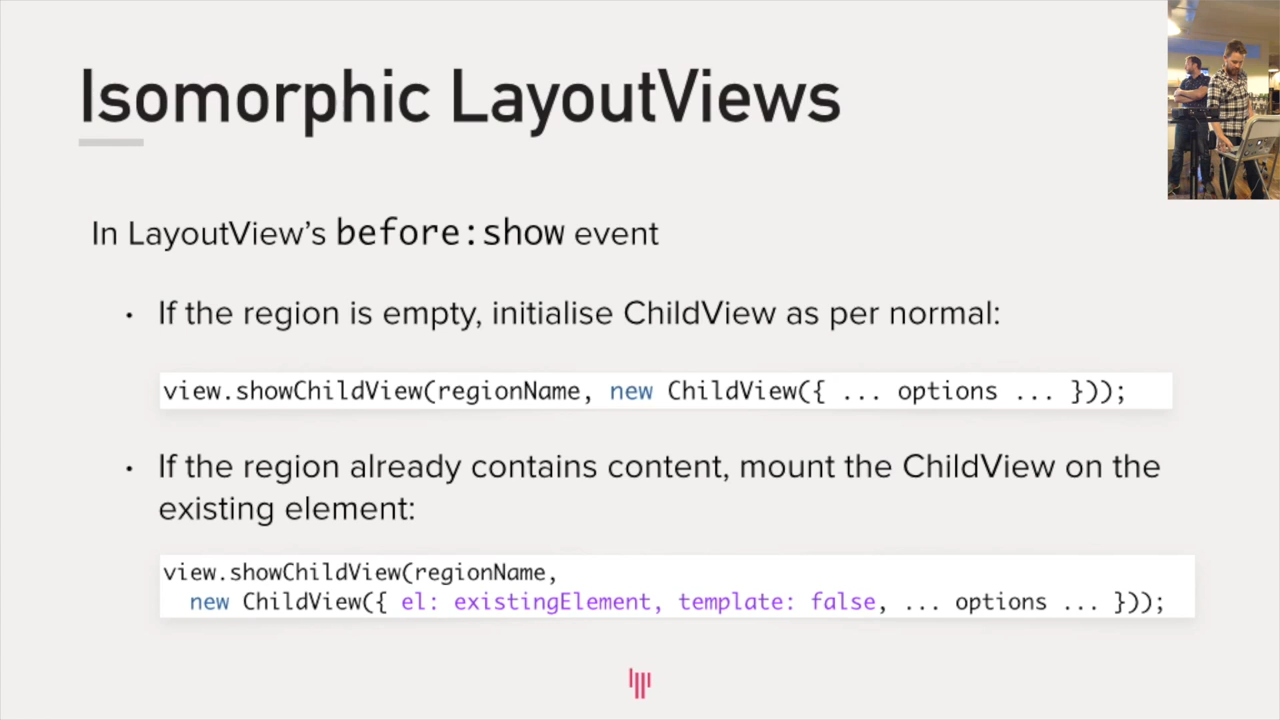 Isomorphic LayoutViews
In LayoutView’s before:show event
• If the region is empty, initialise ChildView as per normal:
view.showChildView(regionName, new ChildView({ ... options ... }));
• If the region already contains content, mount the ChildView on the
existing element:
view.showChildView(regionName,
new ChildView({ el: existingElement, template: false, ... options ... }));